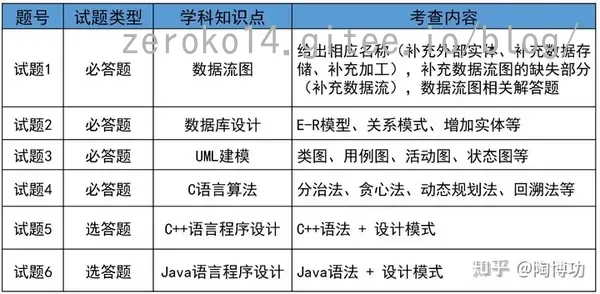 题号 试题类型 学科知识点 考查内容
zeroko14.gitee.io/blog/
试题1 必答题 数据流图 给出相应名称（补充外部实体、补充数据存
储、补充加工），补充数据流图的缺失部分
（补充数据流），数据流图相关解答题
试题2 必答题 数据库设计 E-R模型、关系模式、增加实体等
试题3 必答题 UML建模 类图、用例图、活动图、状态图等
试题4 必答题 C语言算法 分治法、贪心法、动态规划法、回溯法等
试题5 选答题 C++语言程序设计 C++语法 + 设计模式
试题6 选答题 Java语言程序设计 Java语法 + 设计模式
知乎 @陶博功